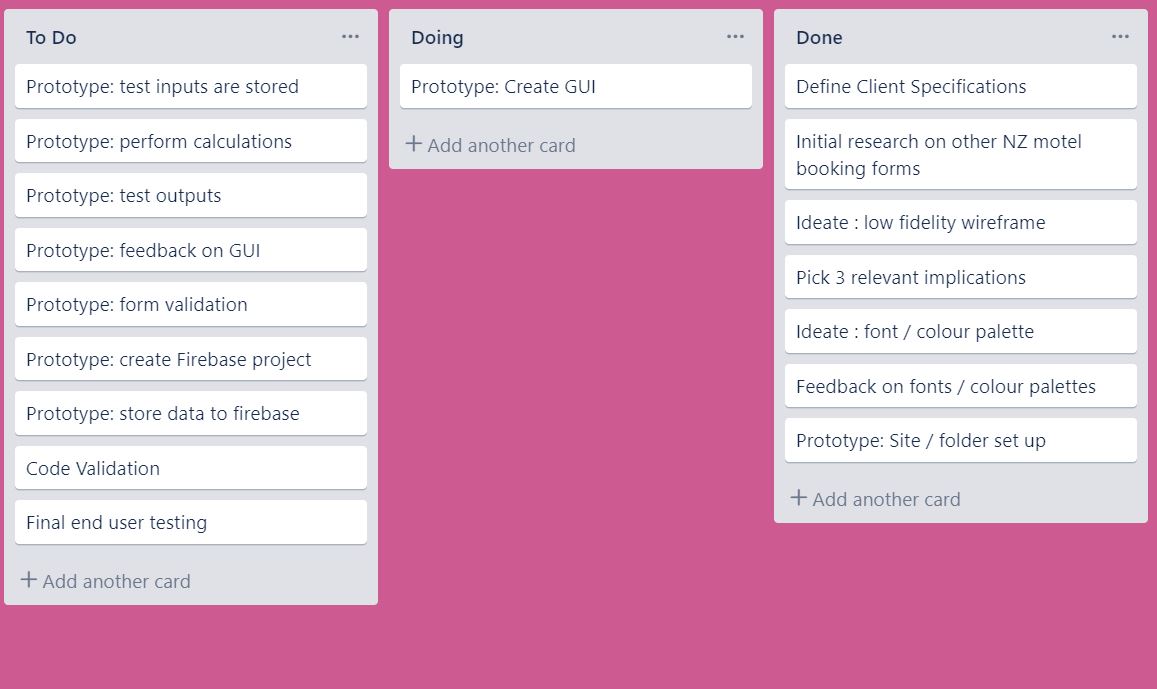 To Do
Prototype: test inputs are stored
Prototype: perform calculations
Prototype: test outputs
Prototype: feedback on GUI
Prototype: form validation
Prototype: create Firebase project
Prototype: store data to firebase
Code Validation
Final end user testing
+ Add another card
Doing
Prototype: Create GUI
+ Add another card
Done
Define Client Specifications
Initial research on other NZ motel
booking forms
Ideate : low fidelity wireframe
Pick 3 relevant implications
Ideate : font / colour palette
Feedback on fonts / colour palettes
Prototype: Site / folder set up
+ Add another card